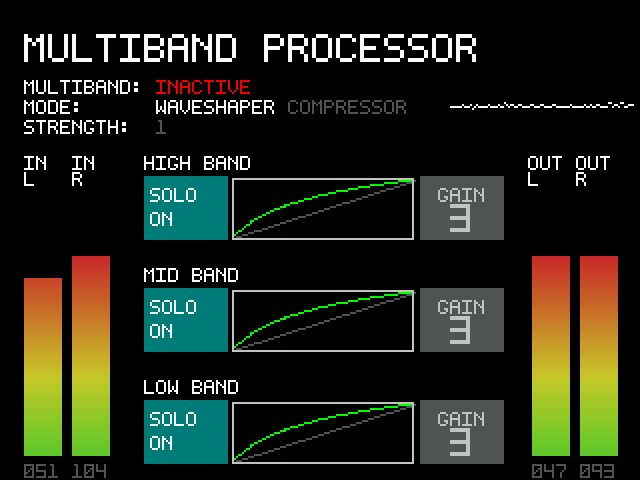 MULTIBAND PROCESSOR
MULTIBAND: INACTIVE
MODE: WAVESHAPER COMPRESSOR
STRENGTH: 1
IN IN
L R
HIGH BAND
OUT OUT
L R
SOLO
ON
GAIN
3
MID BAND
SOLO
ON
GAIN
3
LOW BAND
SOLO
ON
GAIN
3
051 104
047 093